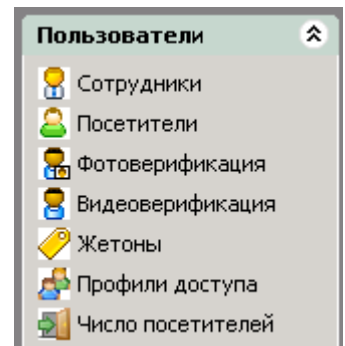 Пользователи
Сотрудники
Посетители
Фотоверификация
Видеоверификация
Жетоны
Профили доступа
Число посетителей